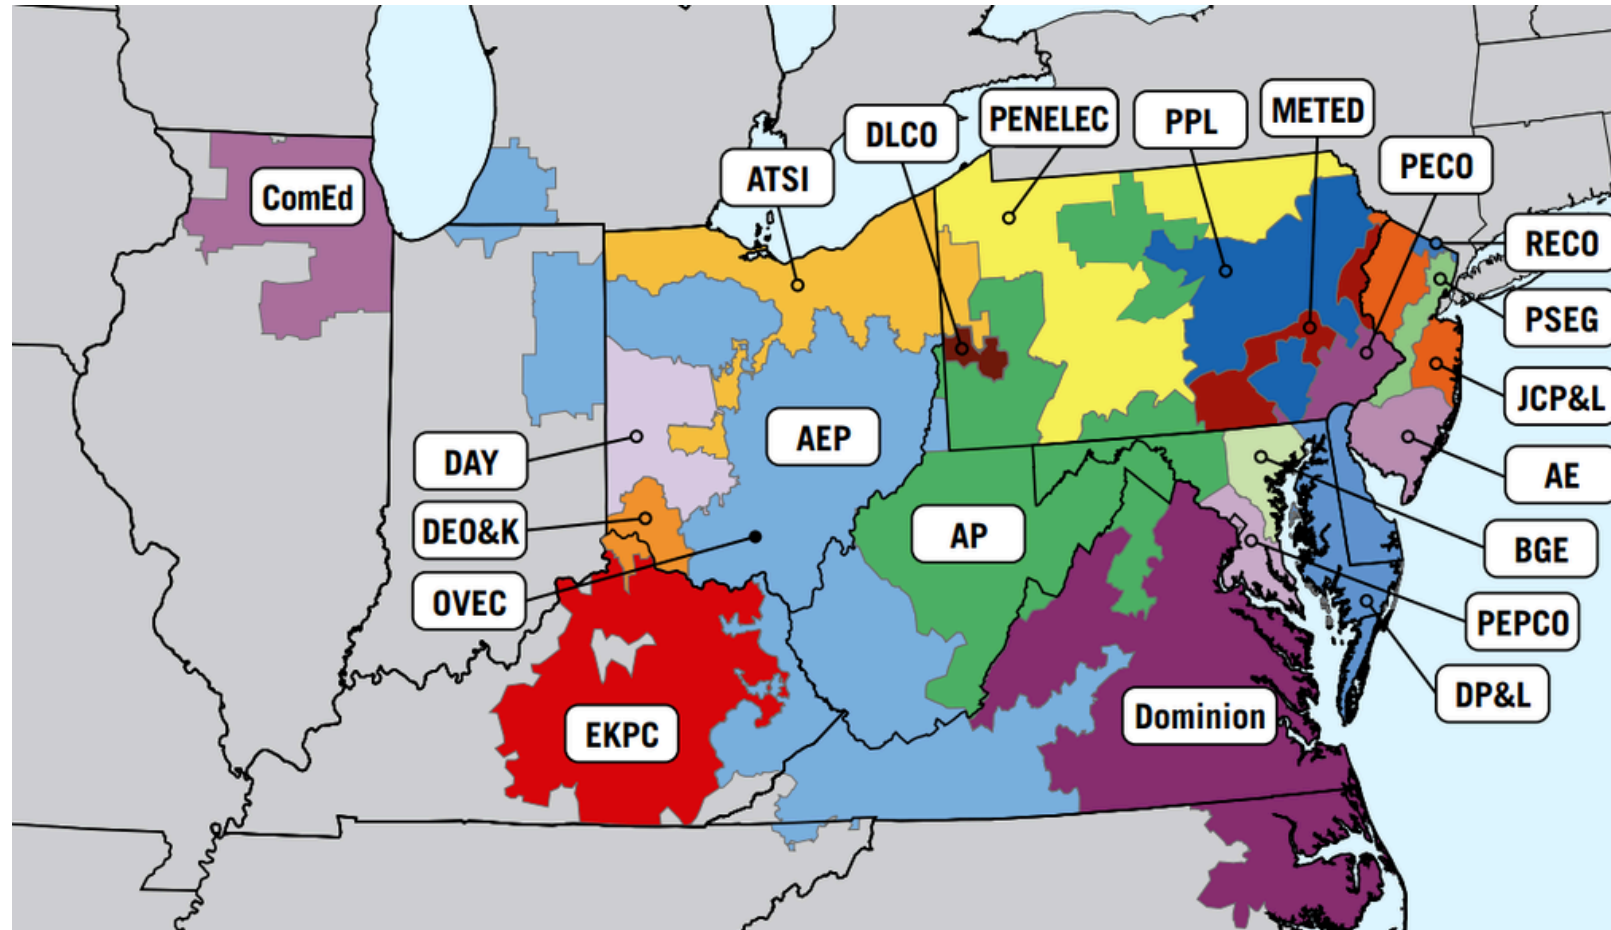 METED
PENELEC
PPL
DLCO
PECO
ATSI
ComEd
RECO
PSEG
JCP&L
AEP
DAY
AE
DEO&K
AP
BGE
OVEC
PEPCO
DP&L
Dominion
EKPC